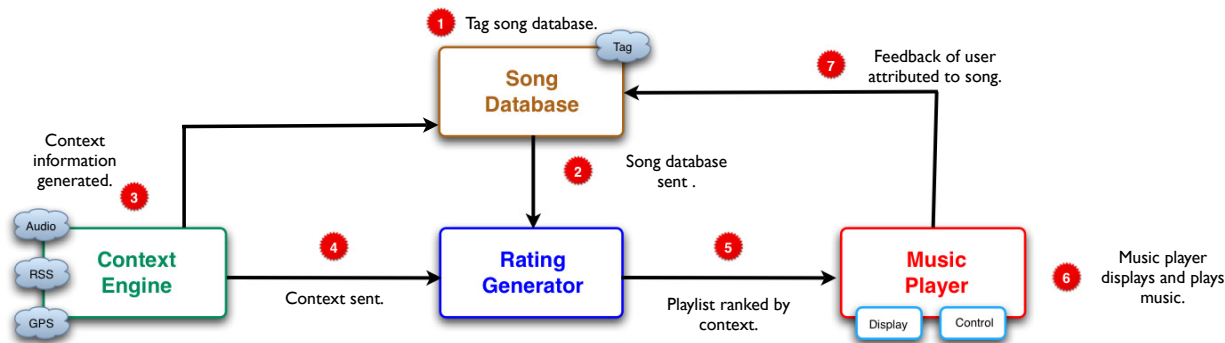 1
Tag song database.
Tag
Song
Database
7
Feedback of user
attributed to song.
Context
information
generated.
3
2
Song database
sent .
Audio
RSS
GPS
Context
Engine
4
Context sent.
Rating
Generator
5
Playlist ranked by
context.
Music
Player
Display
Control
6
Music player
displays and plays
music.